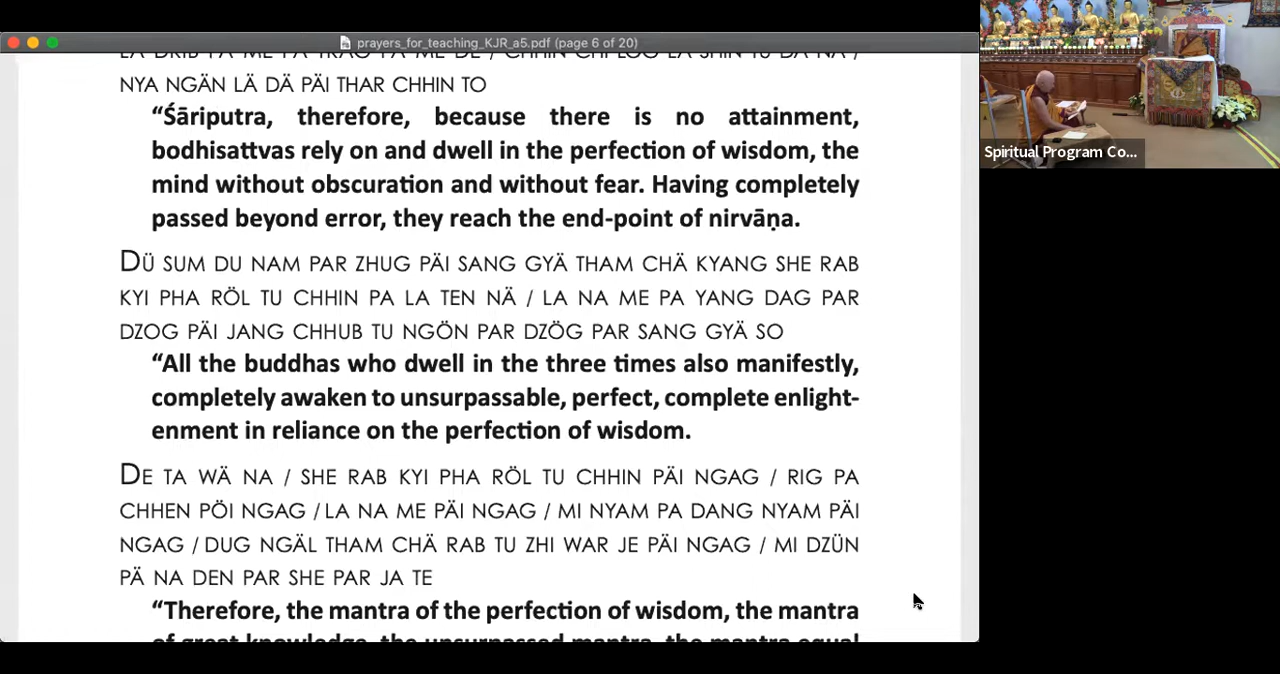 prayers_for_teaching_KJR_a5.pdf (page 6 of 20)
NYA NGÄN LÄ DÄ PÄI THAR CHHIN TO
“Śāriputra, therefore, because there is no attainment,
bodhisattvas rely on and dwell in the perfection of wisdom, the
mind without obscuration and without fear. Having completely
passed beyond error, they reach the end-point of nirvāṇa.
DÜ SUM DU NAM PAR ZHUG PÄI SANG GYÄ THAM CHÄ KYANG SHE RAB
KYI PHA RÖL TU CHHIN PA LA TEN NÄ / LA NA ME PA YANG DAG PAR
DZOG PÄI JANG CHHUB TU NGÖN PAR DZÖG PAR SANG GYÄ SO
“All the buddhas who dwell in the three times also manifestly,
completely awaken to unsurpassable, perfect, complete enlight-
enment in reliance on the perfection of wisdom.
DE TA WÄ NA / SHE RAB KYI PHA RÖL TU CHHIN PÄI NGAG / RIG PA
CHHEN PÖI NGAG / LA NA ME PÄI NGAG / MI NYAM PA DANG NYAM PÄI
NGAG / DUG NGÄL THAM CHÄ RAB TU ZHI WAR JE PÄI NGAG / MI DZÜN
PÄ NA DEN PAR SHE PAR JA TE
“Therefore, the mantra of the perfection of wisdom, the mantra
of great knowledge, the unsurpassed mantra, the mantra equal
Spiritual Program Co...